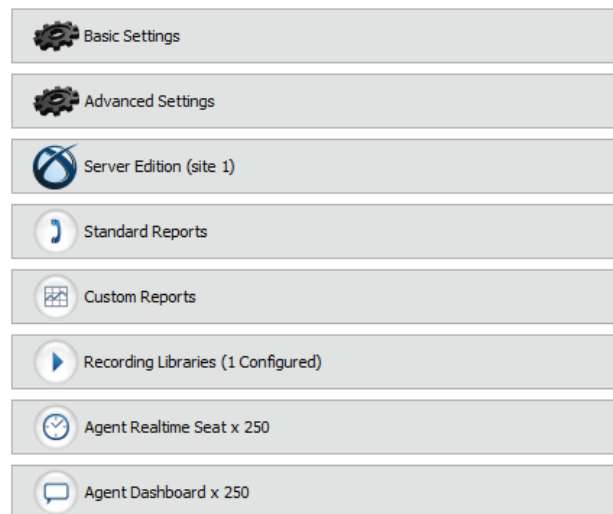 Basic Settings
Advanced Settings
Server Edition (site 1)
Standard Reports
Custom Reports
Recording Libraries (1 Configured)
Agent Realtime Seat x 250
Agent Dashboard x 250